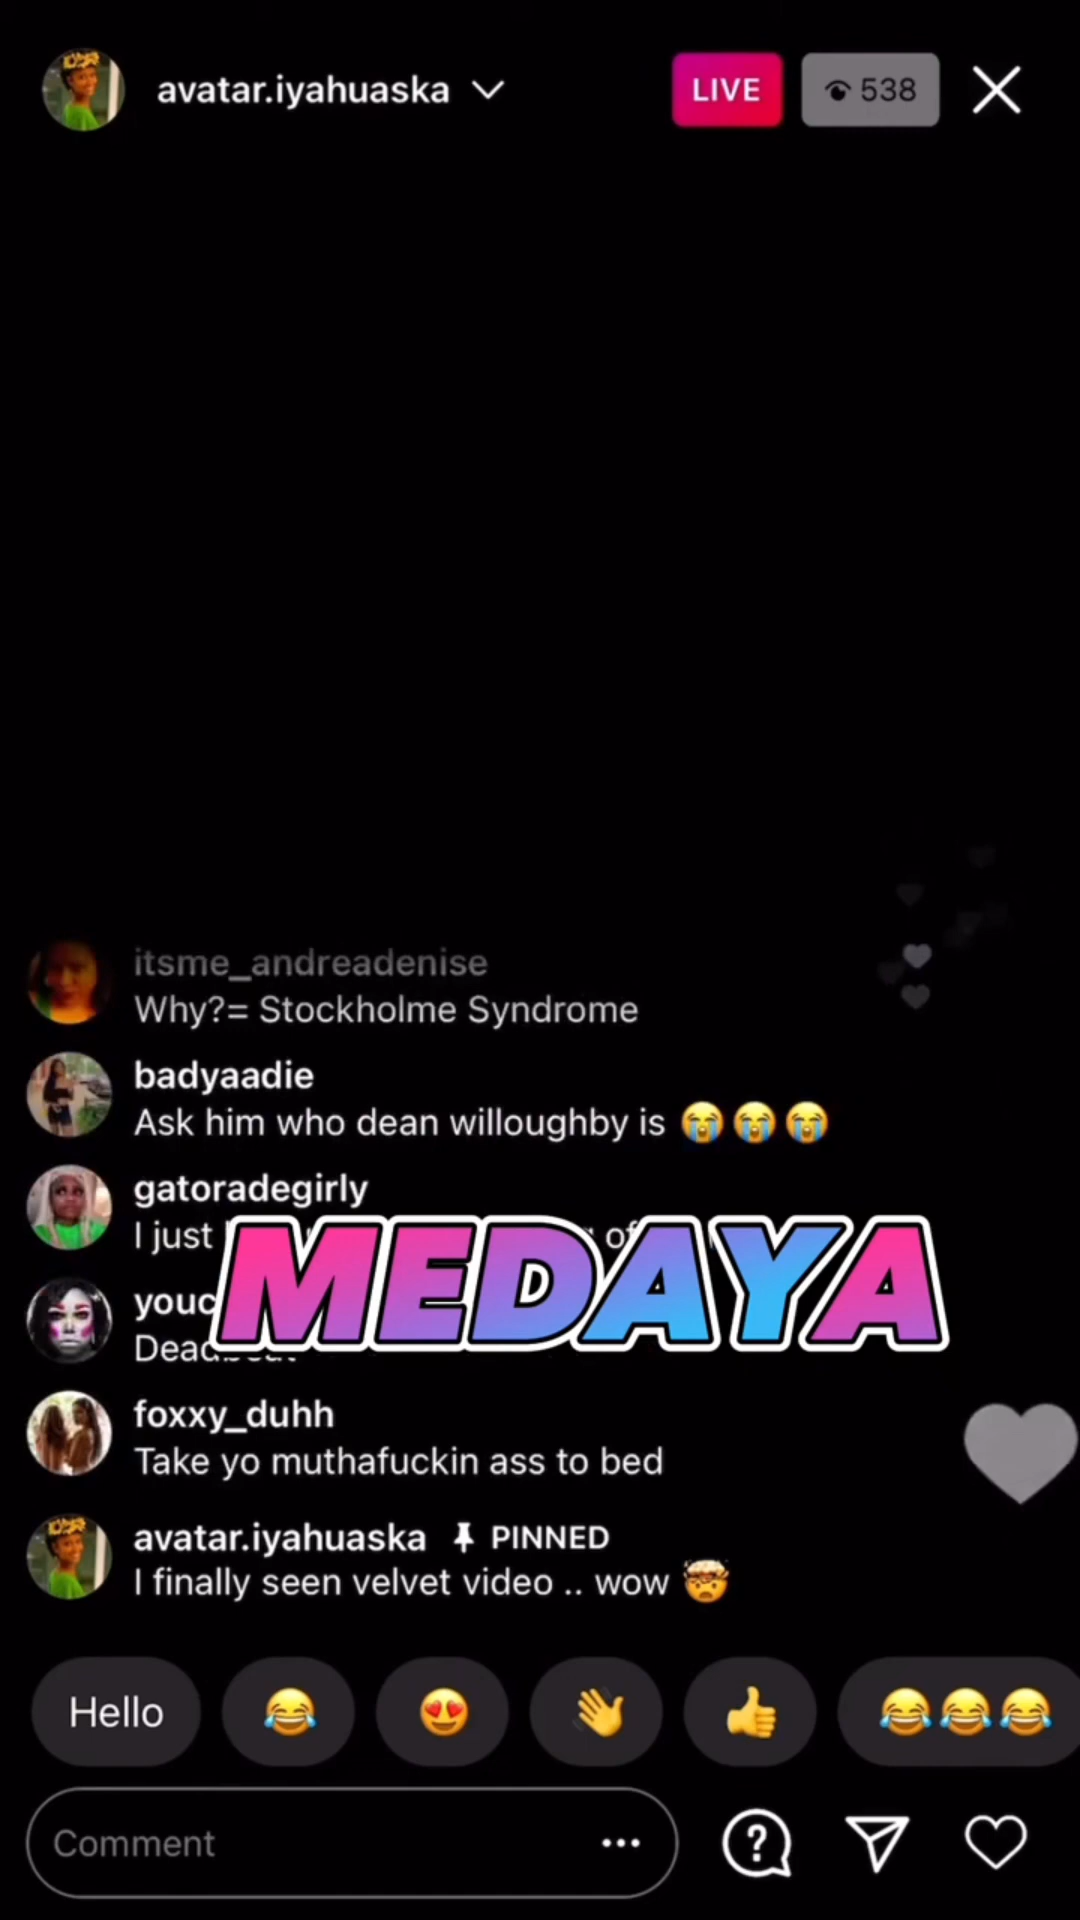 avatar.iyahuaska
LIVE
538
itsme_andreadenise
Why?= Stockholme Syndrome
badyaadie
Ask him who dean willoughby is 😭😭😭
gatoradegirly
I just
MEDAYA
youc
foxxy_duhh
Take yo muthafuckin ass to bed
avatar.iyahuaska PINNED
I finally seen velvet video .. wow 🤯
Hello 😂 😍 👋 👍 😂😂😂
Comment